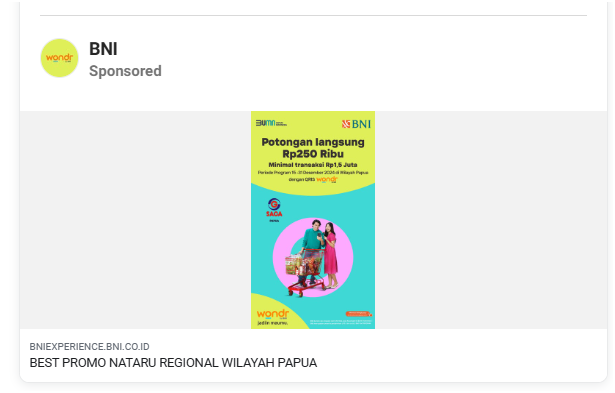 wondr
BNI
Sponsored
BUMN
BNI
Potongan langsung
Rp250 Ribu
Minimal transaksi Rp1,5 Juta
Periode Program 16-31 Desember 2024 di Wilayah Papua
dengan QRIS wondr
SAGA
wondr
jadiin maumu.
BNIEXPERIENCE.BNI.CO.ID
BEST PROMO NATARU REGIONAL WILAYAH PAPUA